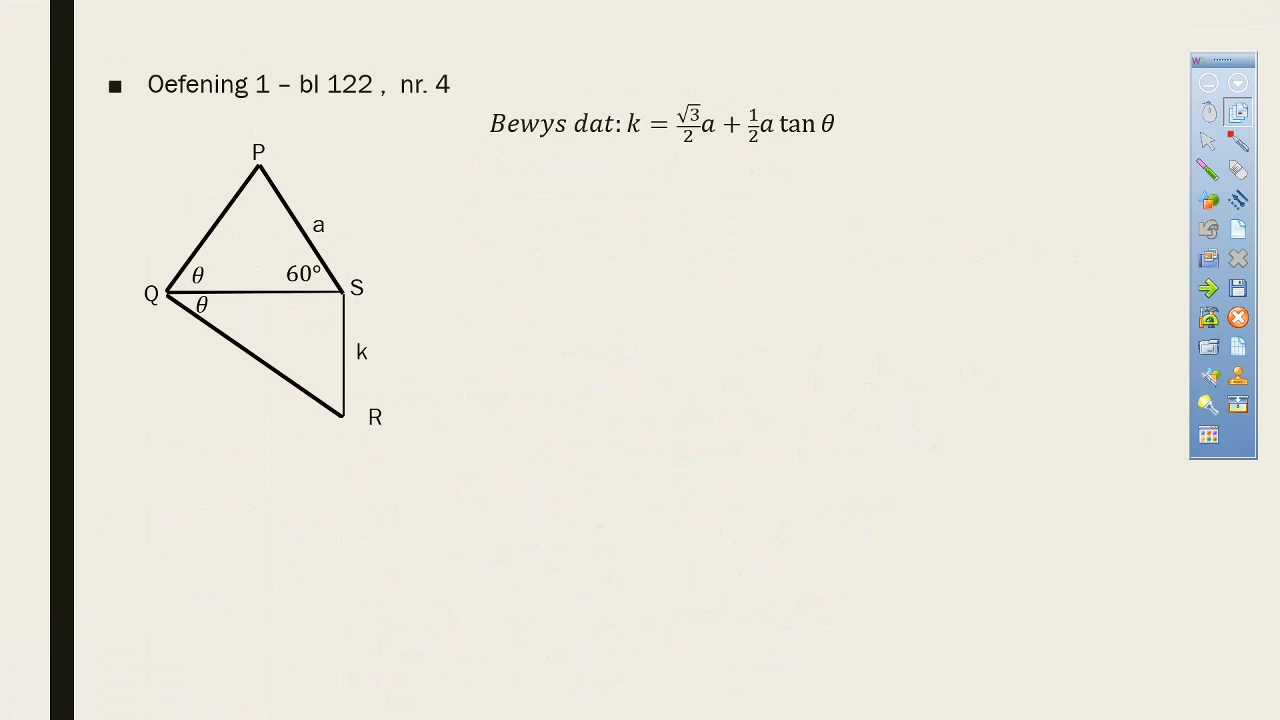 ■ Oefening 1 – bl 122 , nr. 4
Bewys dat: k = √3/2 a + 1/2 a tan θ
P
a
θ
60°
Q
S
θ
k
R